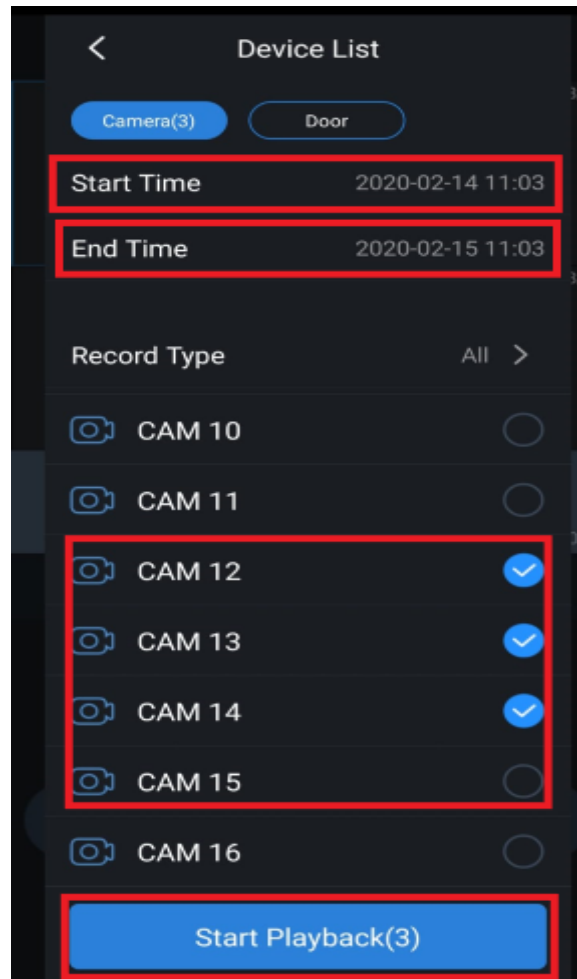 Device List
Camera(3) Door
Start Time 2020-02-14 11:03
End Time 2020-02-15 11:03
Record Type All
CAM 10
CAM 11
CAM 12
CAM 13
CAM 14
CAM 15
CAM 16
Start Playback(3)